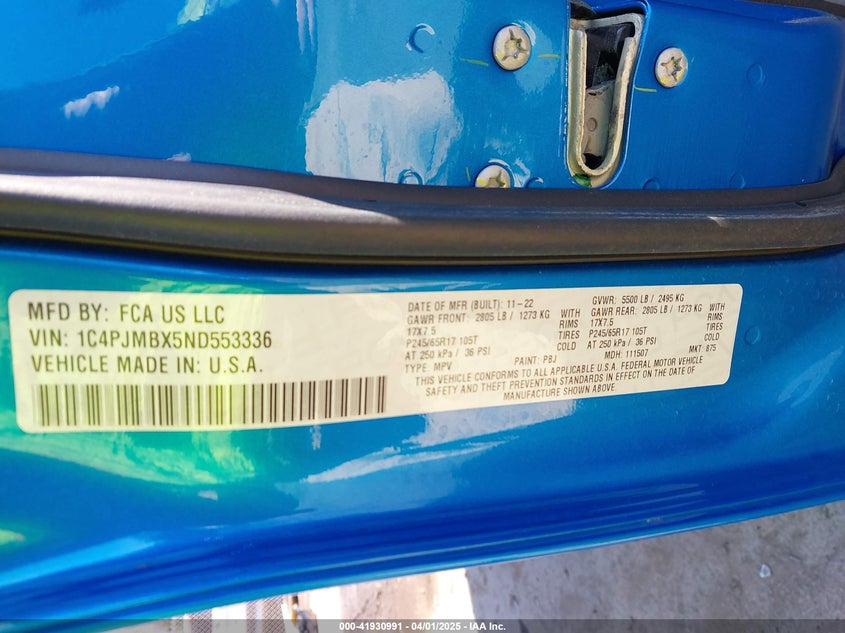 MFD BY: FCA US LLC
VIN: 1C4PJMBX5ND553336
VEHICLE MADE IN: U.S.A.
DATE OF MFR (BUILT): 11-22 GVWR: 5500 LB / 2495 KG
GAWR FRONT: 2805 LB / 1273 KG WITH GAWR REAR: 2805 LB / 1273 KG WITH
17X7.5 RIMS 17X7.5 RIMS
P245/65R17 105T TIRES P245/65R17 105T TIRES
AT 250 kPa / 36 PSI COLD AT 250 kPa / 36 PSI COLD
TYPE: MPV PAINT: PBJ MDH: 111507 MKT: 875
THIS VEHICLE CONFORMS TO ALL APPLICABLE U.S.A. FEDERAL MOTOR VEHICLE
SAFETY AND THEFT PREVENTION STANDARDS IN EFFECT ON THE DATE OF
MANUFACTURE SHOWN ABOVE.
000-41930991 - 04/01/2025 - IAA Inc.